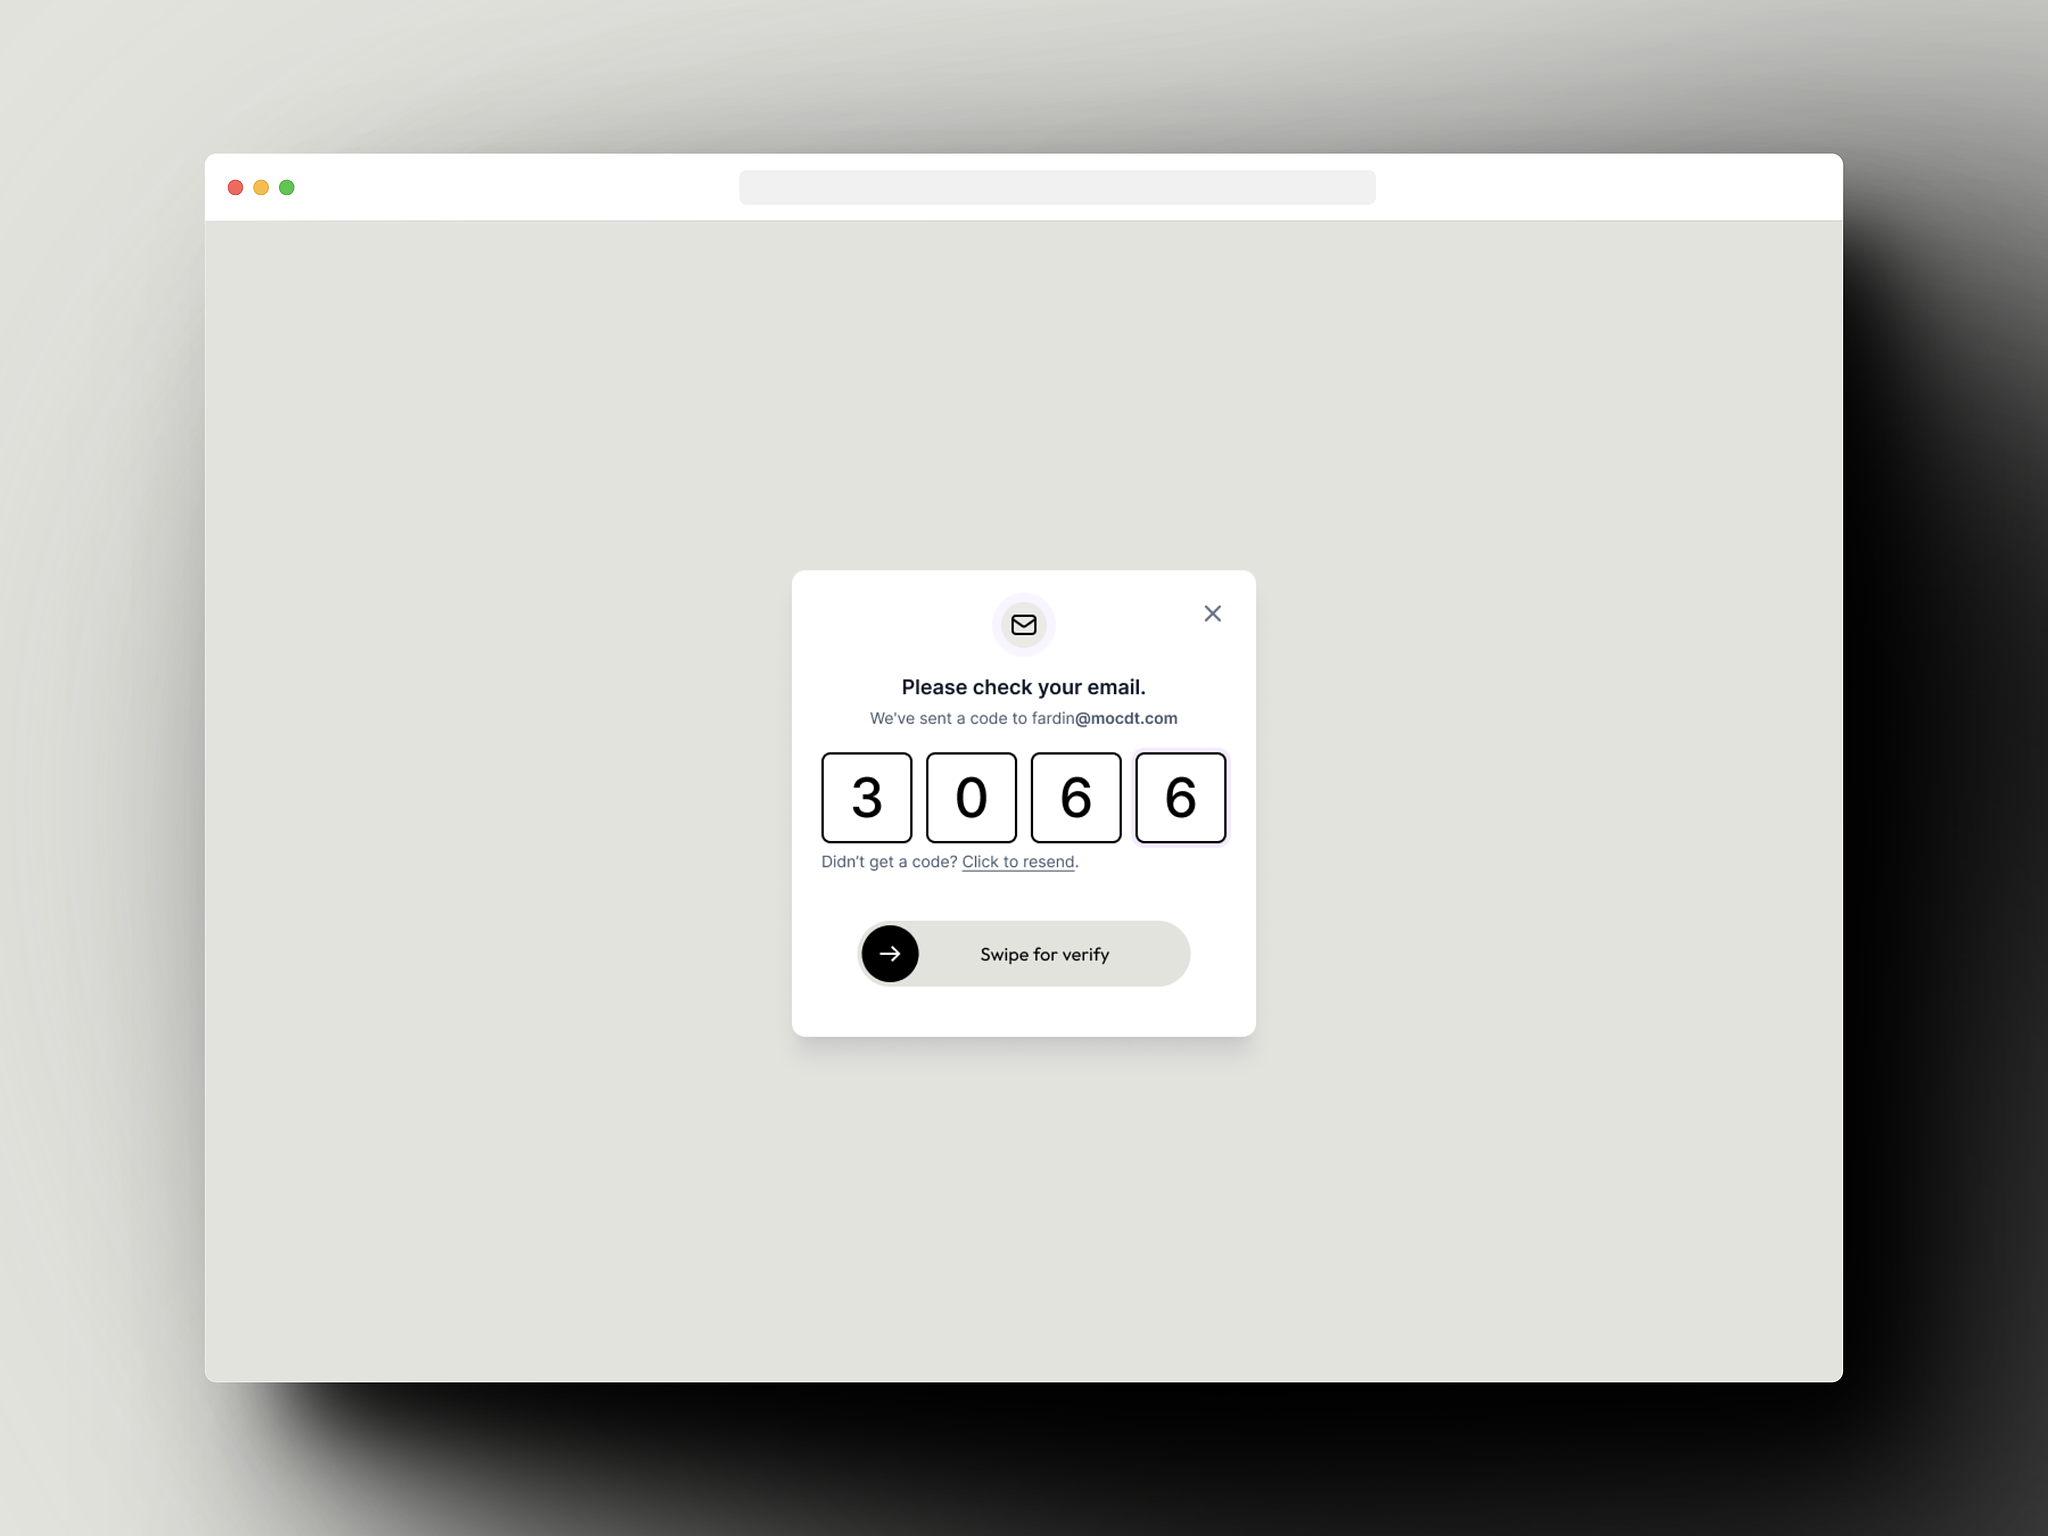 Please check your email.
We've sent a code to fardin@mocdt.com
3 0 6 6
Didn't get a code? Click to resend.
Swipe for verify